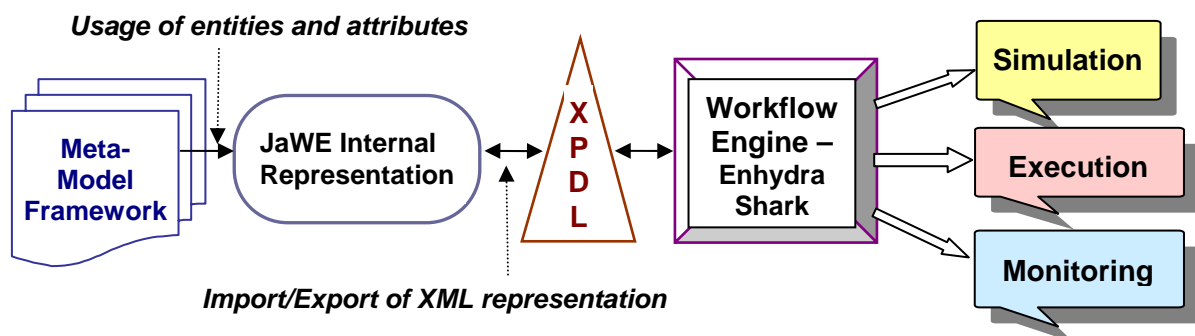 Usage of entities and attributes
Meta-
Model
Framework
JaWE Internal
Representation
X
P
D
L
Workflow
Engine –
Enhydra
Shark
Simulation
Execution
Monitoring
Import/Export of XML representation